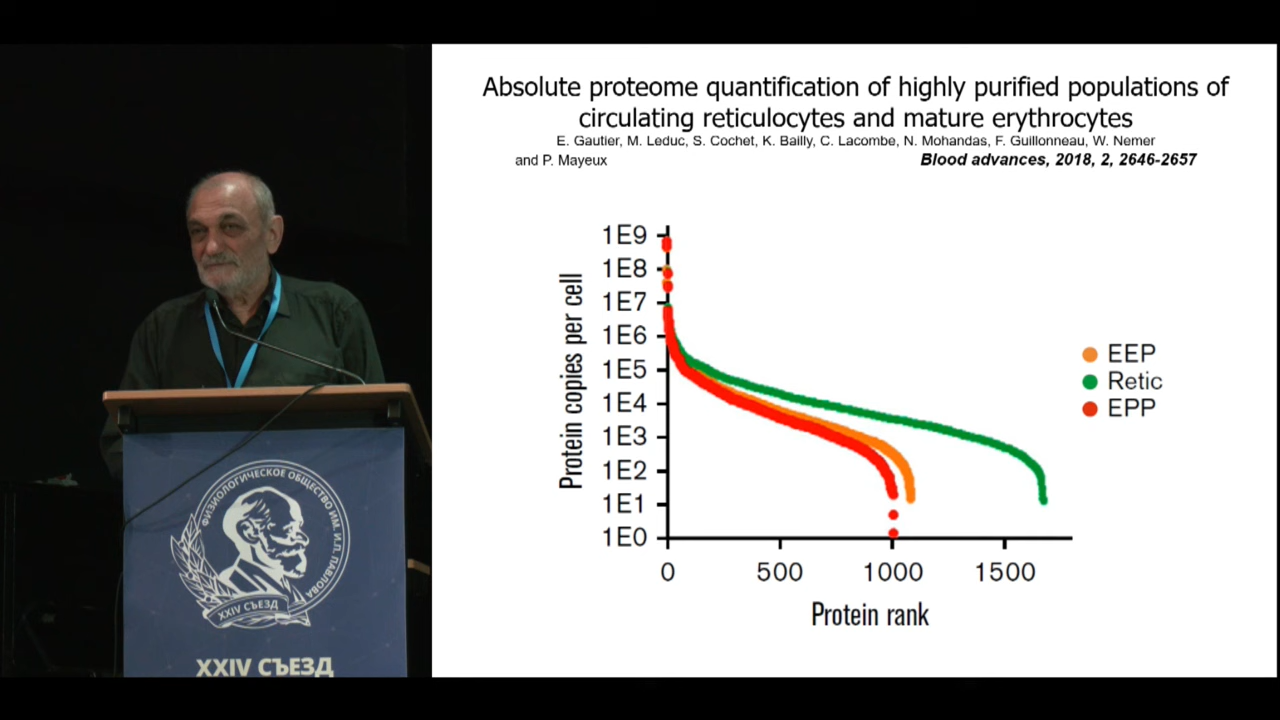 Absolute proteome quantification of highly purified populations of
circulating reticulocytes and mature erythrocytes
E. Gautier, M. Leduc, S. Cochet, K. Bailly, C. Lacombe, N. Mohandas, F. Guillonneau, W. Nemer
and P. Mayeux
Blood advances, 2018, 2, 2646-2657
Protein copies per cell
1E9
1E8
1E7
1E6
1E5
1E4
1E3
1E2
1E1
1E0
0
500
1000
1500
Protein rank
EEP
Retic
EPP
ФИЗИОЛОГИЧЕСКОЕ ОБЩЕСТВО ИМ. И.П. ПАВЛОВА
XXIV СЪЕЗД
XXIV СЪЕЗД